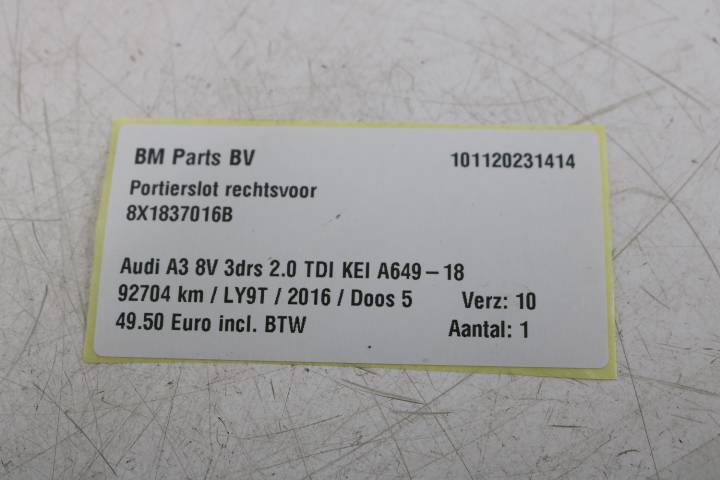 BM Parts BV 101120231414
Portierslot rechtsvoor
8X1837016B
Audi A3 8V 3drs 2.0 TDI KEI A649-18
92704 km / LY9T / 2016 / Doos 5 Verz: 10
49.50 Euro incl. BTW Aantal: 1